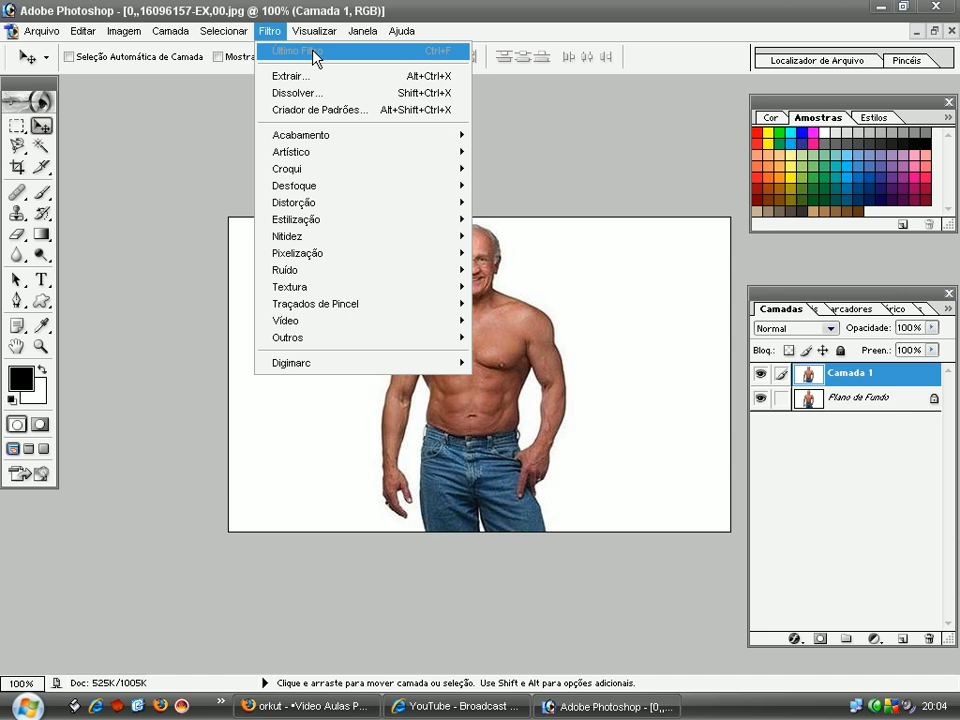 Adobe Photoshop - [0,,16096157-EX,00.jpg @ 100% (Camada 1, RGB)]
Arquivo Editar Imagem Camada Selecionar Filtro Visualizar Janela Ajuda
Seleção Automática de Camada Mostra
Localizador de Arquivo Pincéis
Último Filtro Ctrl+F
Extrair... Alt+Ctrl+X
Dissolver... Shift+Ctrl+X
Criador de Padrões... Alt+Shift+Ctrl+X
Acabamento
Artístico
Croqui
Desfoque
Distorção
Estilização
Nitidez
Pixelização
Ruído
Textura
Traçados de Pincel
Vídeo
Outros
Digimarc
Cor Amostras Estilos
Camadas s arcadores rico
Normal Opacidade: 100%
Bloq.: Preen.: 100%
Camada 1
Plano de Fundo
100% Doc: 525K/1005K Clique e arraste para mover camada ou seleção. Use Shift e Alt para opções adicionais.
orkut - •Video Aulas P... YouTube - Broadcast ... Adobe Photoshop - [0,,... 20:04